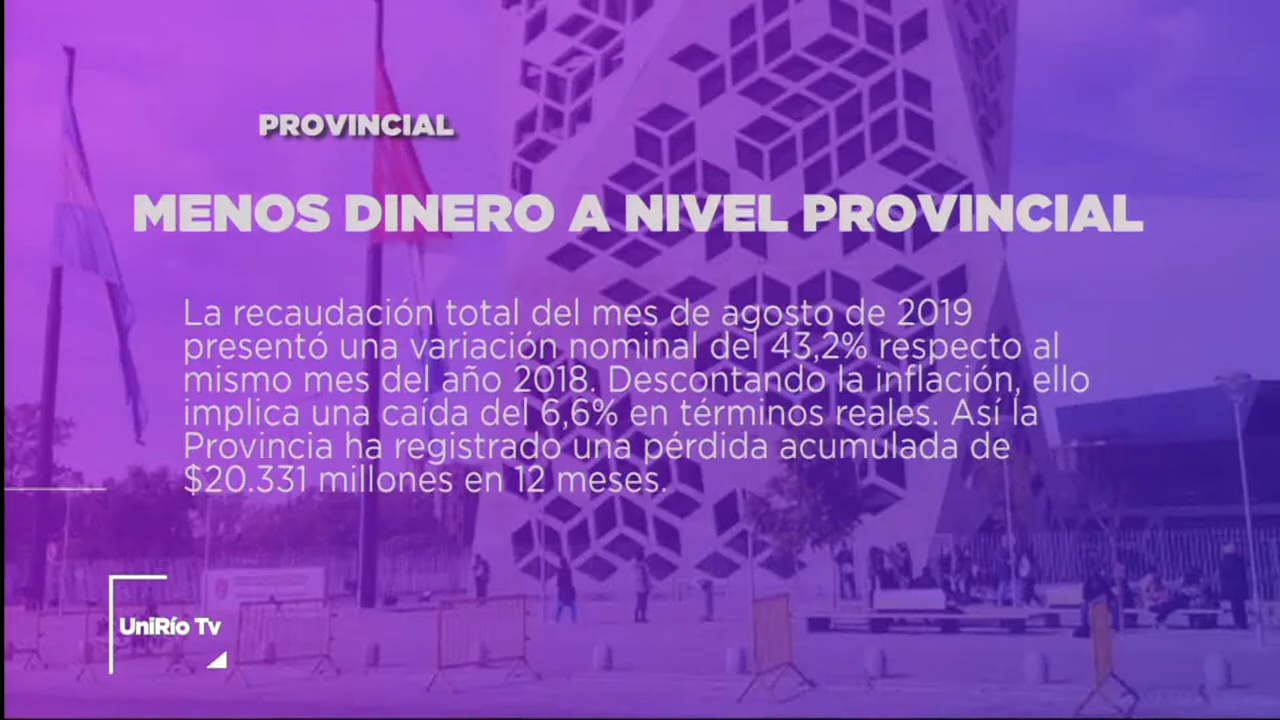 PROVINCIAL
MENOS DINERO A NIVEL PROVINCIAL
La recaudación total del mes de agosto de 2019
presentó una variación nominal del 43,2% respecto al
mismo mes del año 2018. Descontando la inflación, ello
implica una caída del 6,6% en términos reales. Así la
Provincia ha registrado una pérdida acumulada de
$20.331 millones en 12 meses.
UniRío Tv